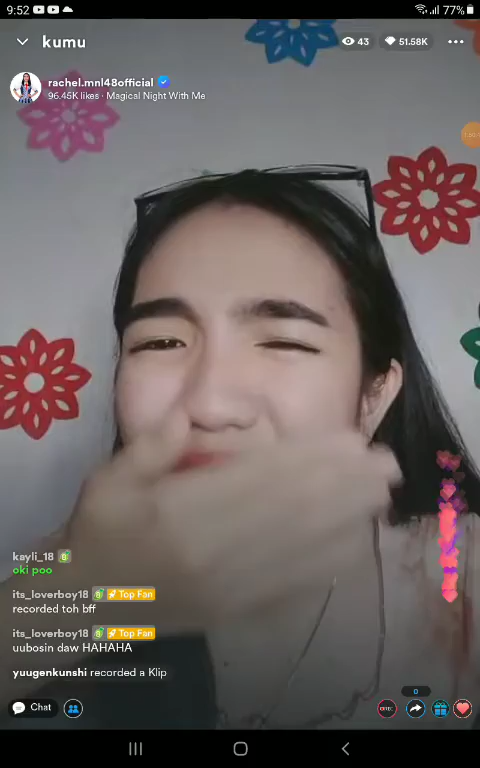 9:52
77%
kumu
43
51.58K
rachel.mnl48official
96.45K likes · Magical Night With Me
kayli_18
oki poo
its_loverboy18 Top Fan
recorded toh bff
its_loverboy18 Top Fan
uubosin daw HAHAHA
yuugenkunshi recorded a Klip
0
Chat